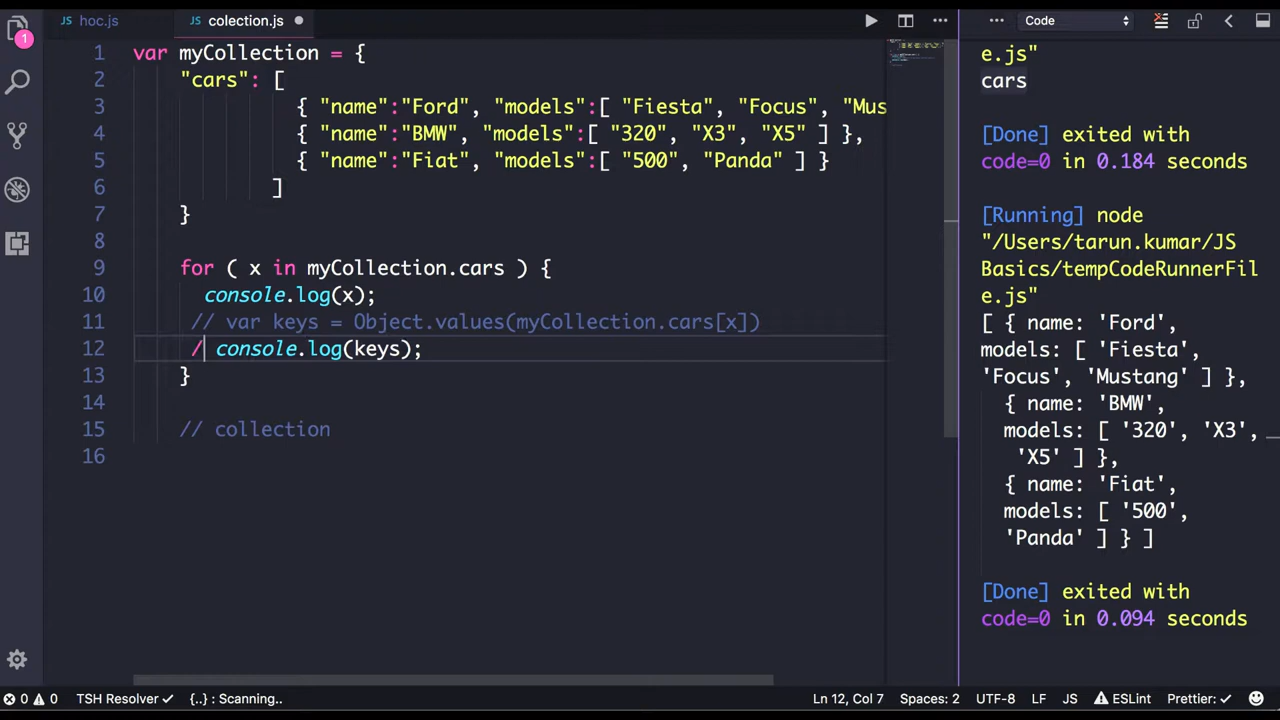 JS hoc.js
JS colection.js
Code
1
1 var myCollection = {
2 "cars": [
3 { "name":"Ford", "models":[ "Fiesta", "Focus", "Mus
4 { "name":"BMW", "models":[ "320", "X3", "X5" ] },
5 { "name":"Fiat", "models":[ "500", "Panda" ] }
6 ]
7 }
8
9 for ( x in myCollection.cars ) {
10 console.log(x);
11 // var keys = Object.values(myCollection.cars[x])
12 / console.log(keys);
13 }
14
15 // collection
16
e.js"
cars
[Done] exited with
code=0 in 0.184 seconds
[Running] node
"/Users/tarun.kumar/JS
Basics/tempCodeRunnerFil
e.js"
[ { name: 'Ford',
models: [ 'Fiesta',
'Focus', 'Mustang' ] },
{ name: 'BMW',
models: [ '320', 'X3',
'X5' ] },
{ name: 'Fiat',
models: [ '500',
'Panda' ] } ]
[Done] exited with
code=0 in 0.094 seconds
0 0 TSH Resolver {..} : Scanning.. Ln 12, Col 7 Spaces: 2 UTF-8 LF JS ESLint Prettier: